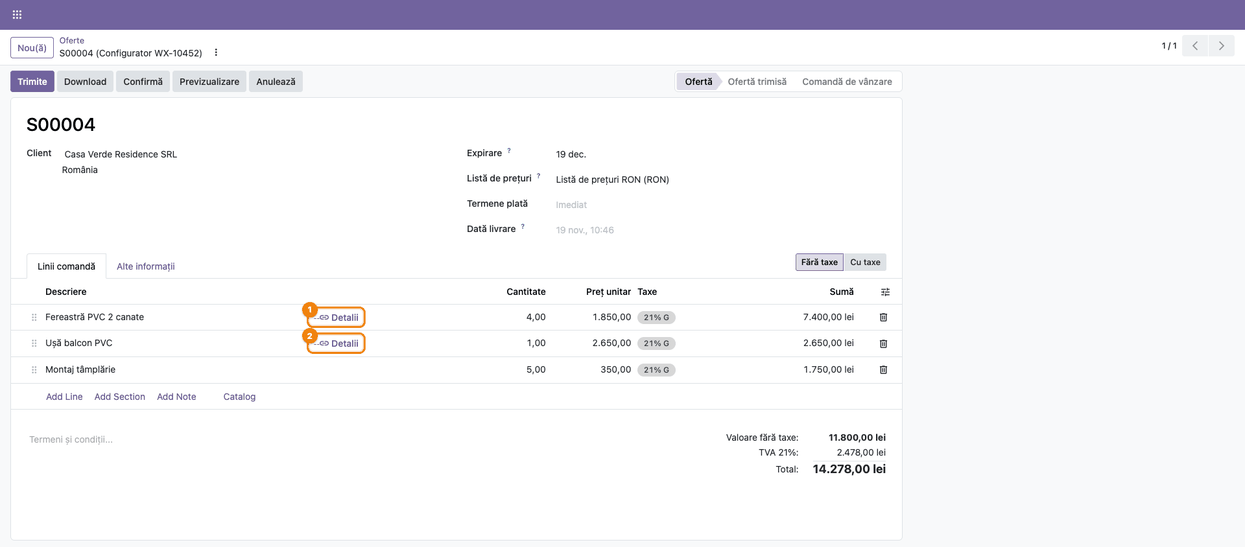 Nou(ă)
Oferte
S00004 (Configurator WX-10452)
1 / 1
Trimite Download Confirmă Previzualizare Anulează
Ofertă Ofertă trimisă Comandă de vânzare
S00004
Client Casa Verde Residence SRL
România
Expirare ? 19 dec.
Listă de prețuri ? Listă de prețuri RON (RON)
Termene plată Imediat
Dată livrare ? 19 nov., 10:46
Linii comandă Alte informații
Fără taxe Cu taxe
Descriere Cantitate Preț unitar Taxe Sumă
Fereastră PVC 2 canate 1 Detalii 4,00 1.850,00 21% G 7.400,00 lei
Ușă balcon PVC 2 Detalii 1,00 2.650,00 21% G 2.650,00 lei
Montaj tâmplărie 5,00 350,00 21% G 1.750,00 lei
Add Line Add Section Add Note Catalog
Termeni și condiții...
Valoare fără taxe: 11.800,00 lei
TVA 21%: 2.478,00 lei
Total: 14.278,00 lei